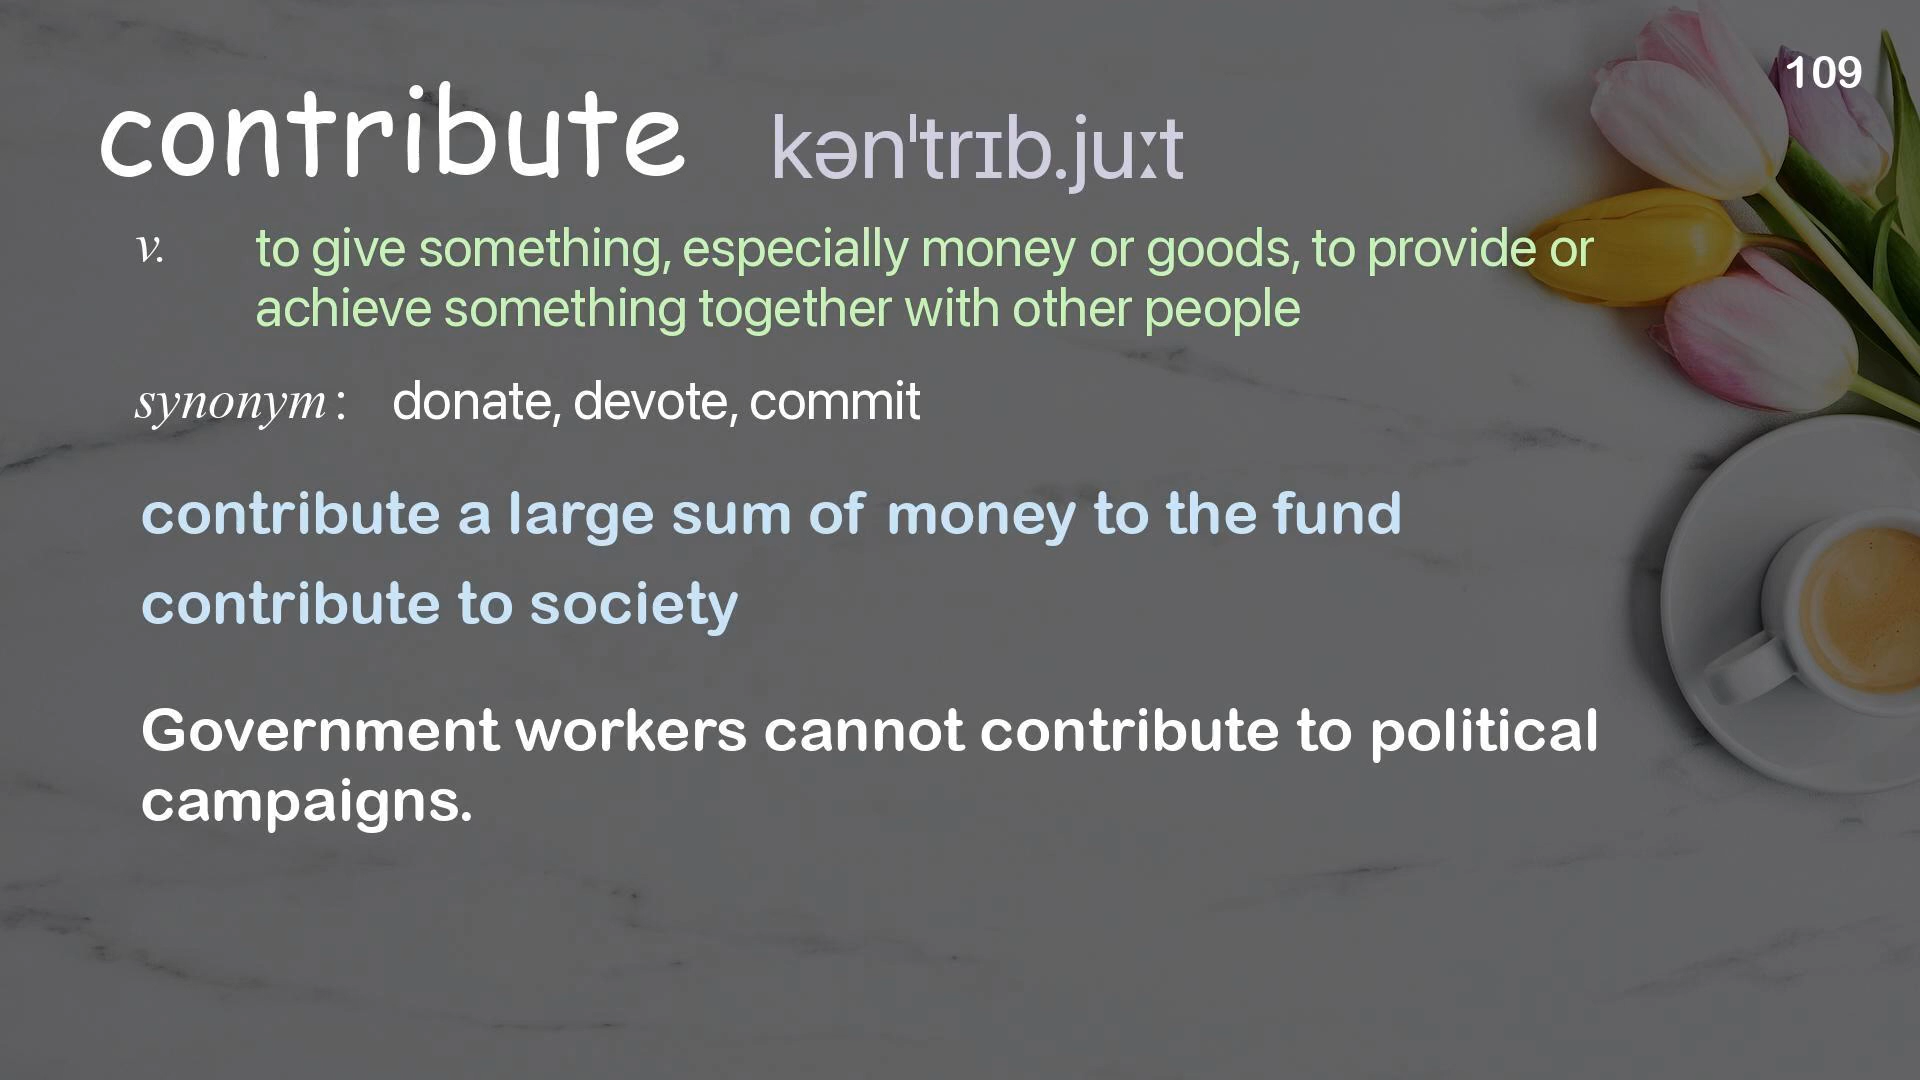 109
contribute kən'trɪb.juːt
v. to give something, especially money or goods, to provide or
achieve something together with other people
synonym : donate, devote, commit
contribute a large sum of money to the fund
contribute to society
Government workers cannot contribute to political
campaigns.